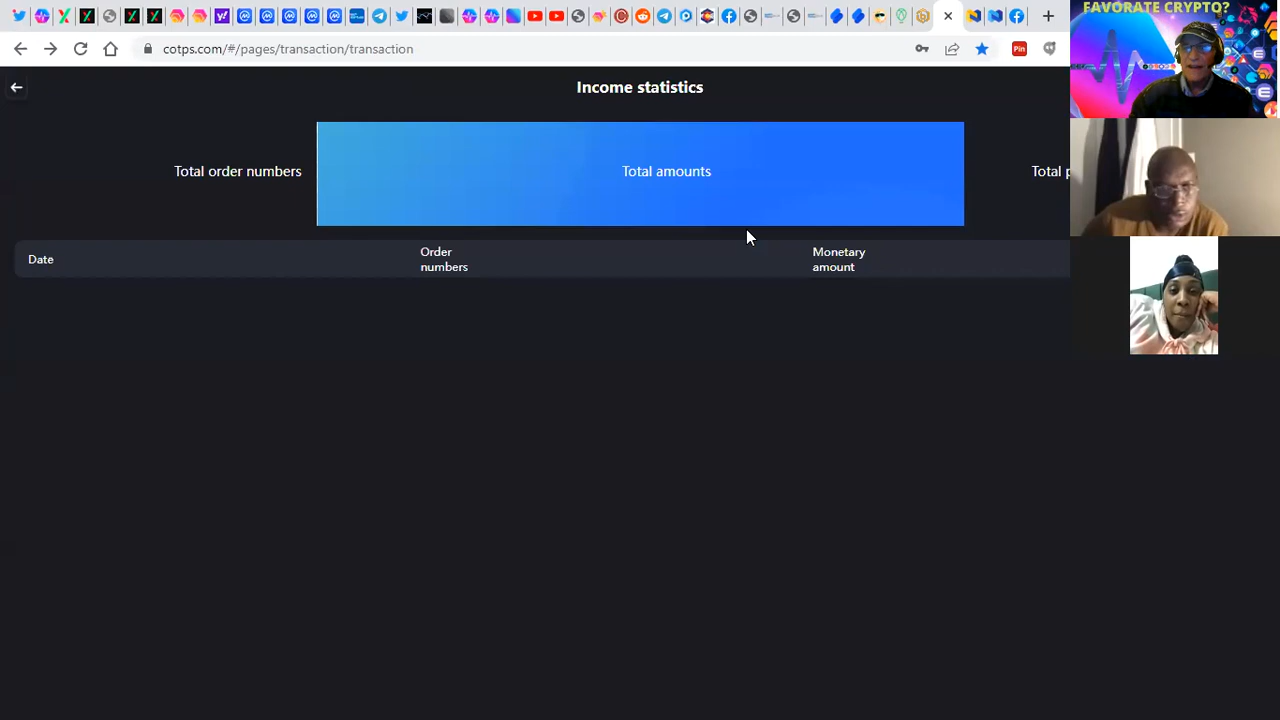 FAVORATE CRYPTO?
cotps.com/#/pages/transaction/transaction
Pin
Income statistics
Total order numbers
Total amounts
Total p
Date
Order
numbers
Monetary
amount